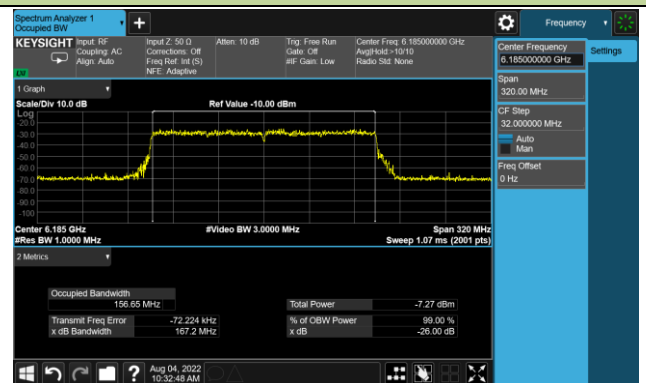 Spectrum Analyzer 1
Occupied BW
+
Frequency
KEYSIGHT
Input: RF
Coupling: AC
Align: Auto
Input Z: 50 Ω
Corrections: Off
Freq Ref: Int (S)
NFE: Adaptive
Atten: 10 dB
Trig: Free Run
Gate: Off
#IF Gain: Low
Center Freq: 6.185000000 GHz
Avg|Hold:>10/10
Radio Std: None
LXI
1 Graph
Scale/Div 10.0 dB
Ref Value -10.00 dBm
Log
-20.0
-30.0
-40.0
-50.0
-60.0
-70.0
-80.0
-90.0
-100
Center 6.185 GHz
#Video BW 3.0000 MHz
Span 320 MHz
#Res BW 1.0000 MHz
Sweep 1.07 ms (2001 pts)
2 Metrics
Occupied Bandwidth
156.65 MHz
Total Power
-7.27 dBm
Transmit Freq Error
-72.224 kHz
% of OBW Power
99.00 %
x dB Bandwidth
167.2 MHz
x dB
-26.00 dB
Center Frequency
6.185000000 GHz
Settings
Span
320.00 MHz
CF Step
32.000000 MHz
Auto
Man
Freq Offset
0 Hz
?
Aug 04, 2022
10:32:48 AM